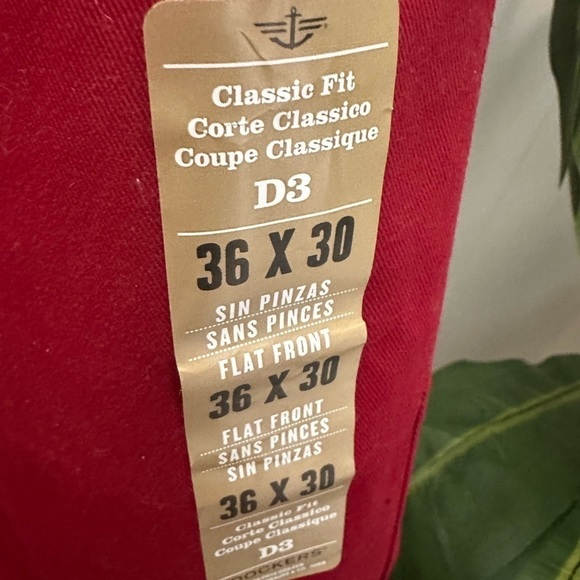 Classic Fit
Corte Classico
Coupe Classique
D3
36 X 30
SIN PINZAS
SANS PINCES
FLAT FRONT
36 X 30
FLAT FRONT
SANS PINCES
SIN PINZAS
36 X 30
Classic Fit
Corte Classico
Coupe Classique
D3
DOCKERS